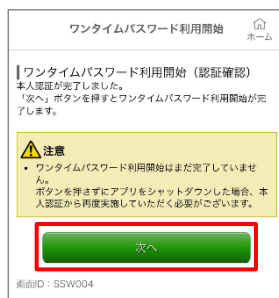 ワンタイムパスワード利用開始
ホーム
ワンタイムパスワード利用開始（認証確認）
本人認証が完了しました。
「次へ」ボタンを押すとワンタイムパスワード利用開始が完
了します。
注意
• ワンタイムパスワード利用開始はまだ完了していませ
ん。
ボタンを押さずにアプリをシャットダウンした場合、本
人認証から再度実施していただく必要がございます。
次へ
画面ID：SSW004